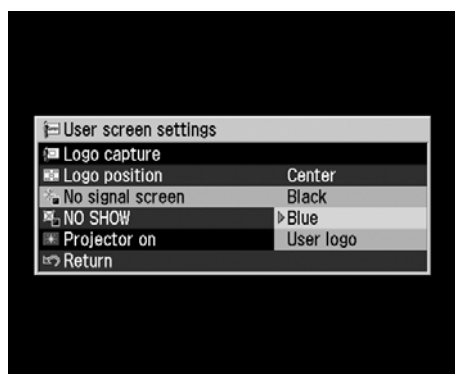 User screen settings
Logo capture
Logo position Center
No signal screen Black
NO SHOW Blue
Projector on User logo
Return